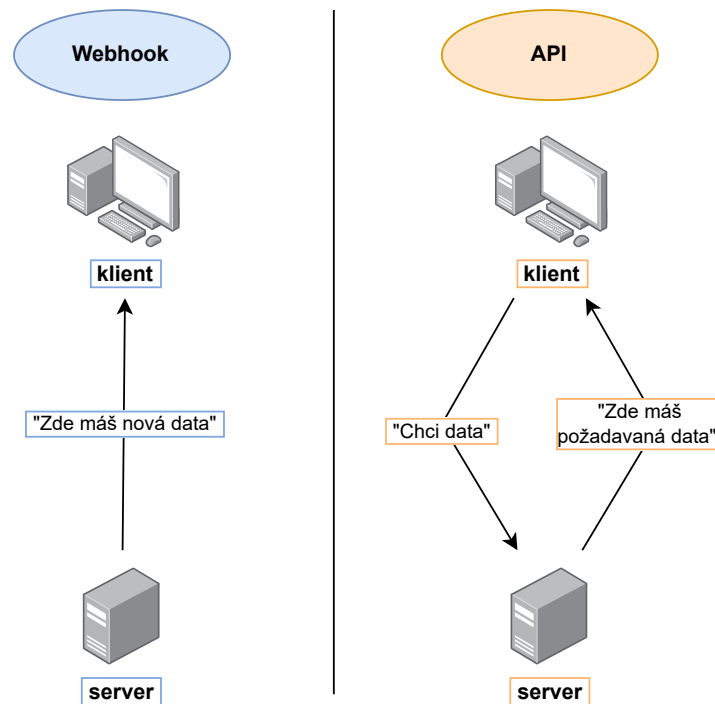 Webhook
klient
"Zde máš nová data"
server
API
klient
"Chci data"
"Zde máš
požadavaná data"
server